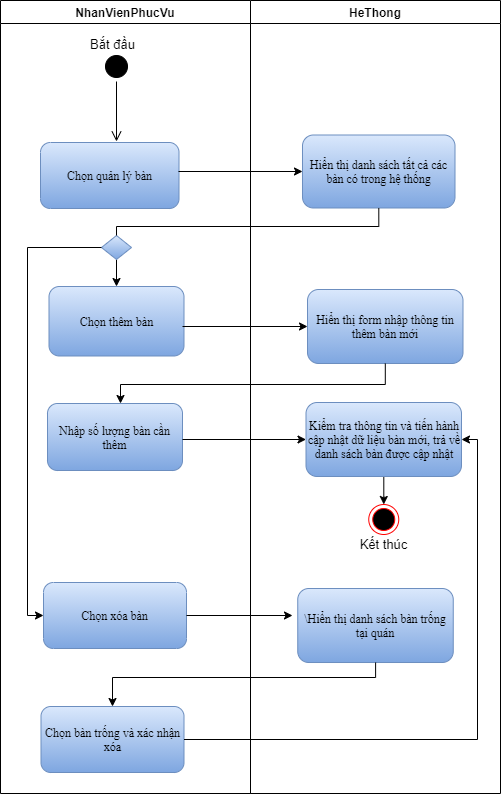 NhanVienPhucVu
HeThong
Bắt đầu
Chọn quản lý bàn
Hiển thị danh sách tất cả các
bàn có trong hệ thống
Chọn thêm bàn
Hiển thị form nhập thông tin
thêm bàn mới
Nhập số lượng bàn cần
thêm
Kiểm tra thông tin và tiến hành
cập nhật dữ liệu bàn mới, trả về
danh sách bàn được cập nhật
Kết thúc
Chọn xóa bàn
\Hiển thị danh sách bàn trống
tại quán
Chọn bàn trống và xác nhận
xóa